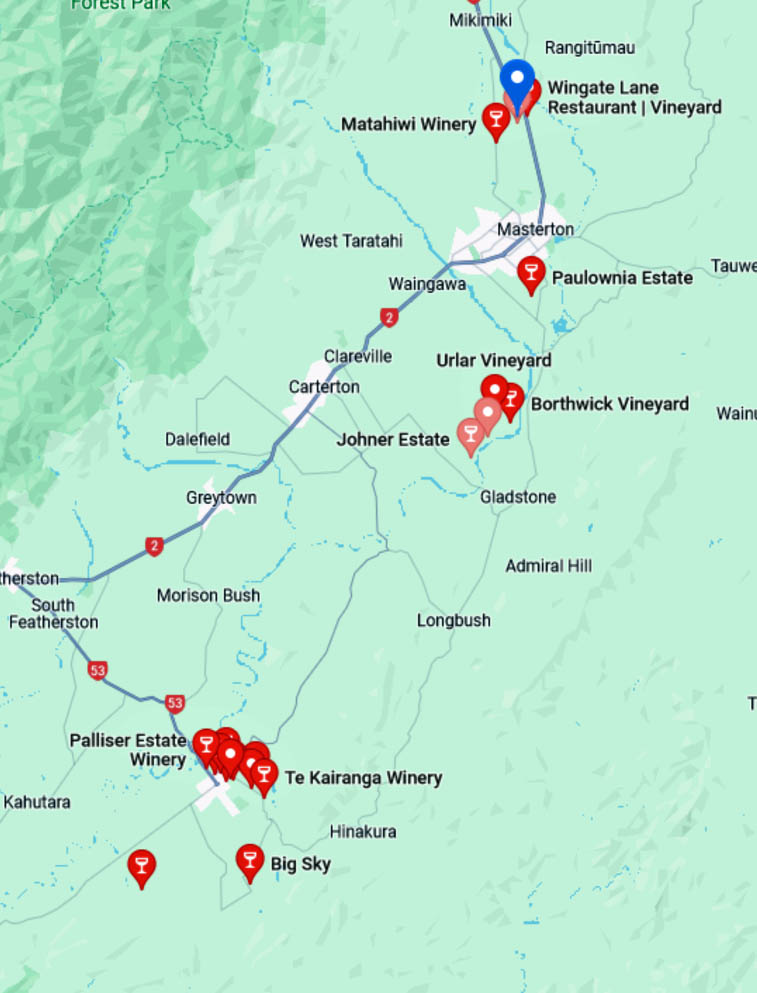 Forest Park
Mikimiki
Rangitūmau
Wingate Lane
Restaurant | Vineyard
Matahiwi Winery
Masterton
West Taratahi
Tauwe
Paulownia Estate
Waingawa
2
Clareville
Urlar Vineyard
Carterton
Borthwick Vineyard
Wainu
Dalefield
Johner Estate
Greytown
Gladstone
2
Admiral Hill
therston
Morison Bush
South
Featherston
Longbush
53
53
T
Palliser Estate
Winery
Te Kairanga Winery
Kahutara
Hinakura
Big Sky